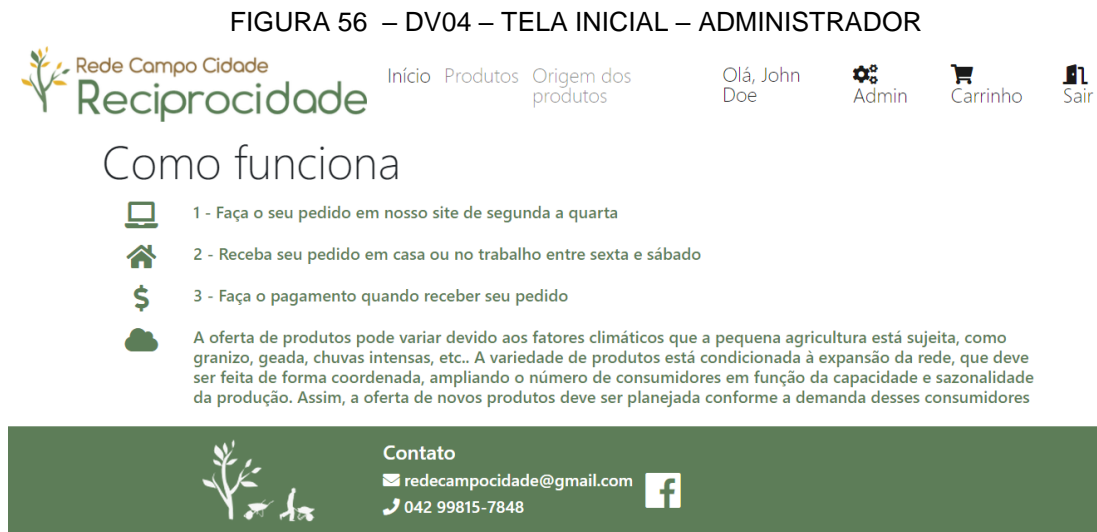 FIGURA 56 – DV04 – TELA INICIAL – ADMINISTRADOR
Rede Campo Cidade
Reciprocidade
Início Produtos Origem dos
produtos
Olá, John
Doe
Admin
Carrinho
Sair
Como funciona
1 - Faça o seu pedido em nosso site de segunda a quarta
2 - Receba seu pedido em casa ou no trabalho entre sexta e sábado
3 - Faça o pagamento quando receber seu pedido
A oferta de produtos pode variar devido aos fatores climáticos que a pequena agricultura está sujeita, como
granizo, geada, chuvas intensas, etc.. A variedade de produtos está condicionada à expansão da rede, que deve
ser feita de forma coordenada, ampliando o número de consumidores em função da capacidade e sazonalidade
da produção. Assim, a oferta de novos produtos deve ser planejada conforme a demanda desses consumidores
Contato
redecampocidade@gmail.com
042 99815-7848